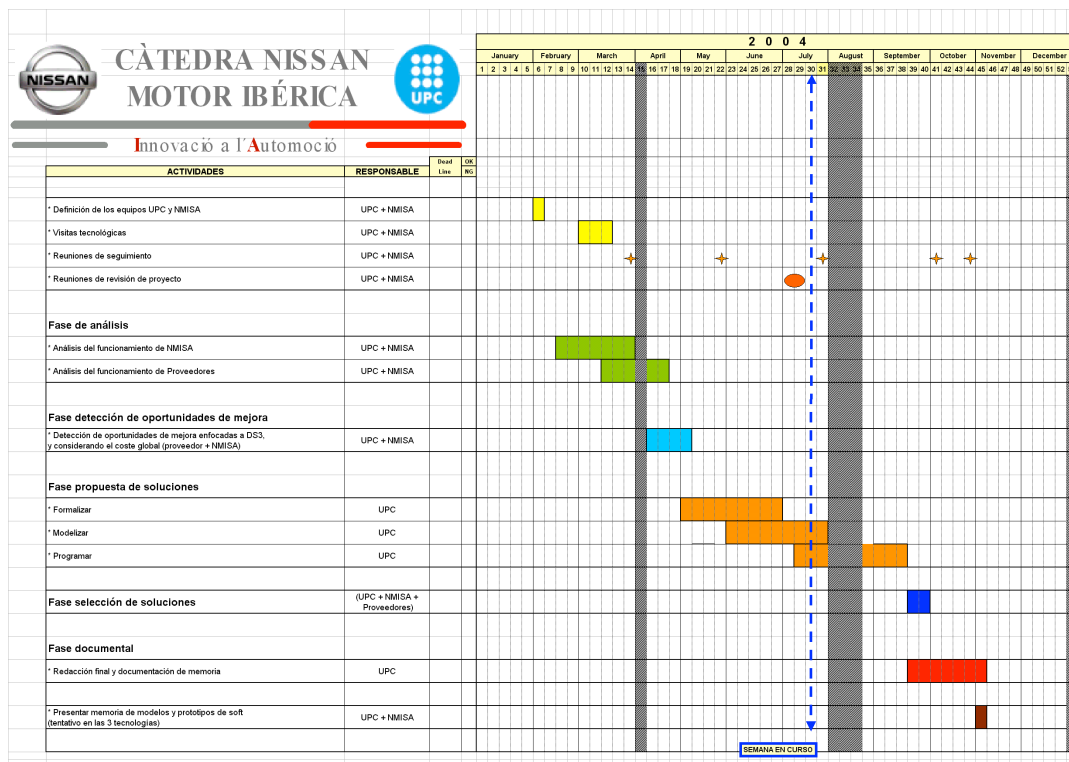 NISSAN
CÀTEDRA NISSAN
MOTOR IBÉRICA
UPC
Innovació a l´Automoció
2 0 0 4
January February March April May June July August September October November December
1 2 3 4 5 6 7 8 9 10 11 12 13 14 15 16 17 18 19 20 21 22 23 24 25 26 27 28 29 30 31 32 33 34 35 36 37 38 39 40 41 42 43 44 45 46 47 48 49 50 51 52
Dead OK
ACTIVIDADES RESPONSABLE Line NG
* Definición de los equipos UPC y NMISA UPC + NMISA
* Visitas tecnológicas UPC + NMISA
* Reuniones de seguimiento UPC + NMISA
* Reuniones de revisión de proyecto UPC + NMISA
Fase de análisis
* Análisis del funcionamiento de NMISA UPC + NMISA
* Análisis del funcionamiento de Proveedores UPC + NMISA
Fase detección de oportunidades de mejora
* Detección de oportunidades de mejora enfocadas a DS3,
y considerando el coste global (proveedor + NMISA) UPC + NMISA
Fase propuesta de soluciones
* Formalizar UPC
* Modelizar UPC
* Programar UPC
Fase selección de soluciones (UPC + NMISA +
Proveedores)
Fase documental
* Redacción final y documentación de memoria UPC
* Presentar memoria de modelos y prototipos de soft
(tentativo en las 3 tecnologías) UPC + NMISA
SEMANA EN CURSO